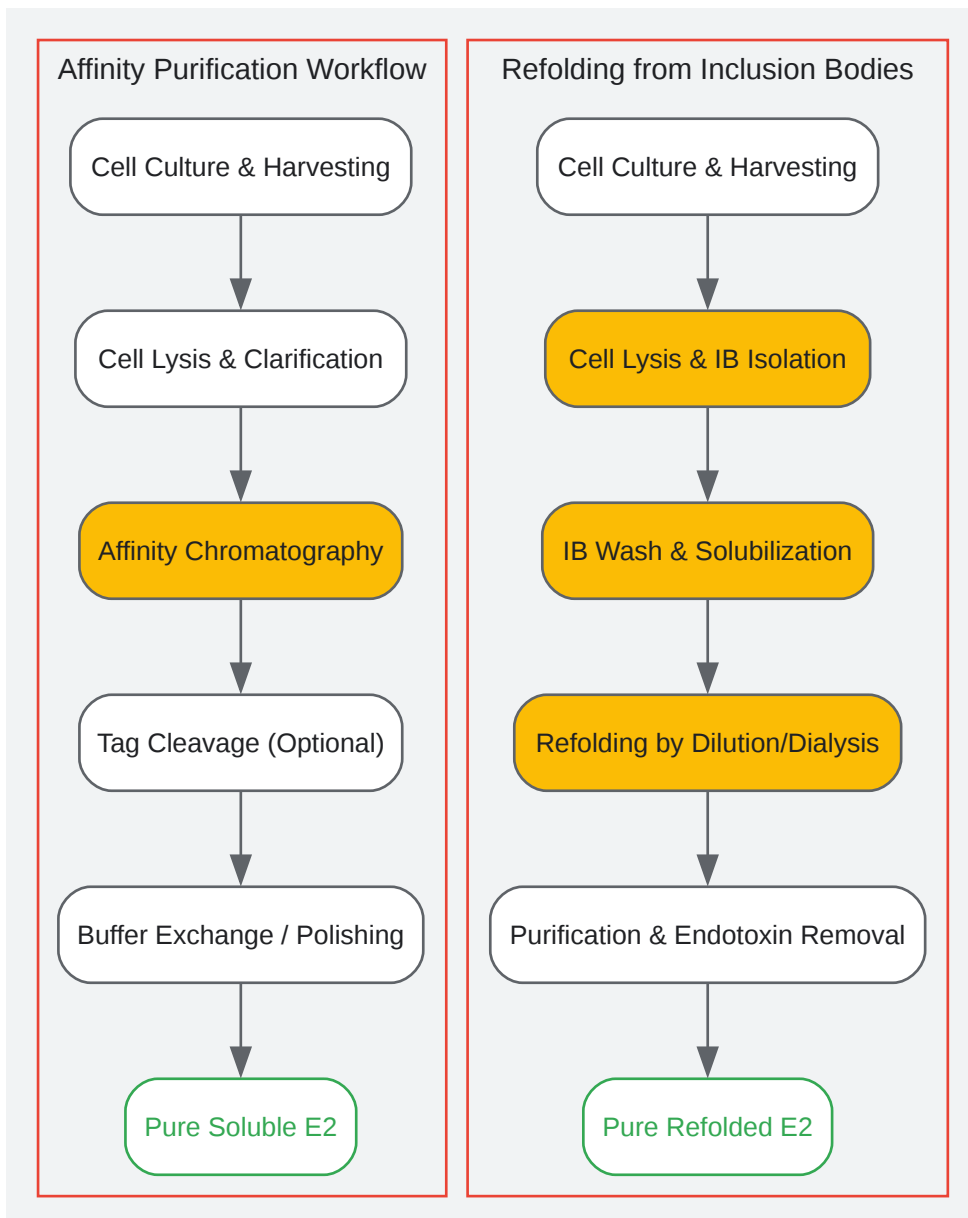 Affinity Purification Workflow
Cell Culture & Harvesting
Cell Lysis & Clarification
Affinity Chromatography
Tag Cleavage (Optional)
Buffer Exchange / Polishing
Pure Soluble E2
Refolding from Inclusion Bodies
Cell Culture & Harvesting
Cell Lysis & IB Isolation
IB Wash & Solubilization
Refolding by Dilution/Dialysis
Purification & Endotoxin Removal
Pure Refolded E2